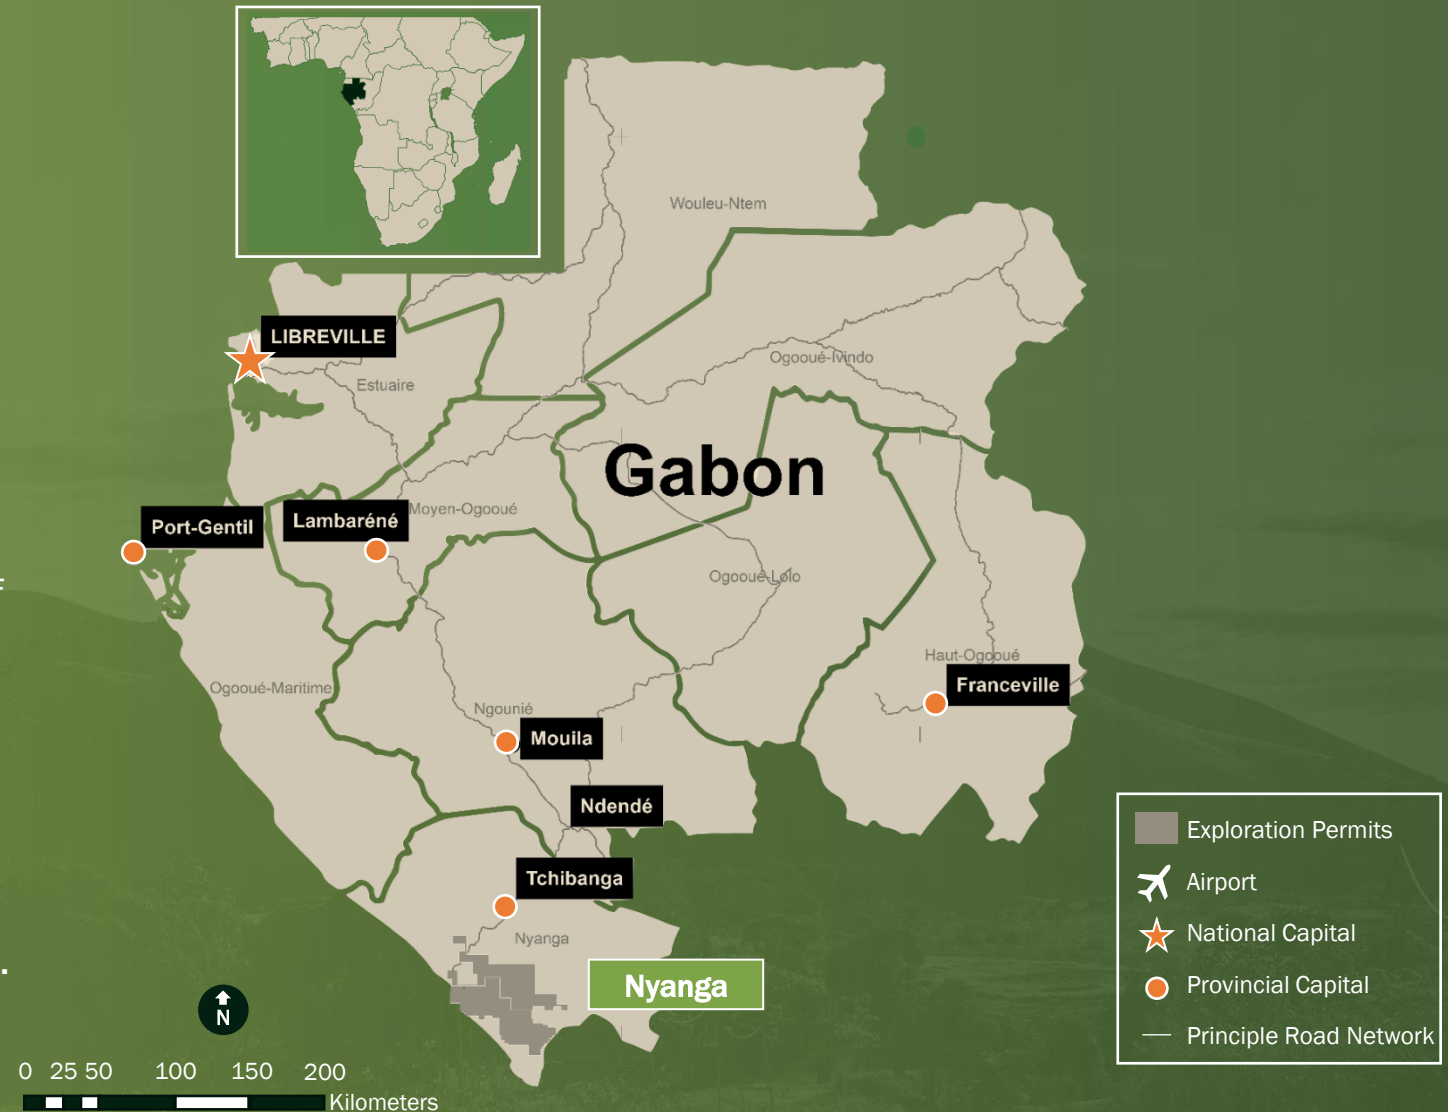 Wouleu-Ntem
LIBREVILLE
Ogooué-Ivindo
Estuaire
Gabon
Lambaréné
Moyen-Ogooué
Port-Gentil
Ogooué-Lolo
Haut-Ogooué
Franceville
Ogooué-Maritime
Ngounié
Mouila
Ndendé
Tchibanga
Nyanga
Nyanga
Exploration Permits
Airport
National Capital
Provincial Capital
Principle Road Network
N
0 25 50 100 150 200
Kilometers